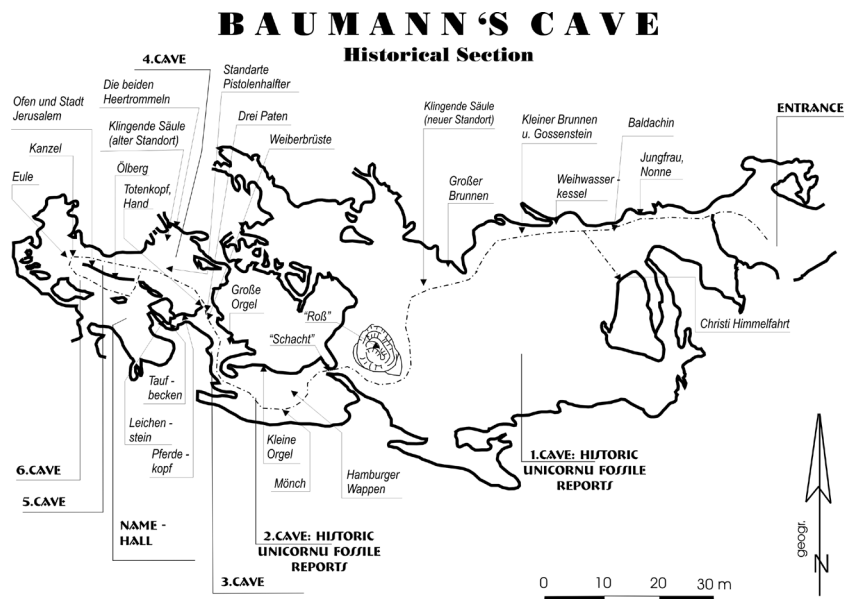 BAUMANN'S CAVE
Historical Section
4.CAVE
Standarte
Pistolenhalfter
Die beiden
Heertrommeln
Ofen und Stadt
Jerusalem
Klingende Säule
(alter Standort)
Drei Paten
Klingende Säule
(neuer Standort)
Kleiner Brunnen
u. Gossenstein
Baldachin
ENTRANCE
Kanzel
Weiberbrüste
Ölberg
Jungfrau,
Nonne
Eule
Totenkopf,
Hand
Großer
Brunnen
Weihwasser -
kessel
Große
Orgel
"Roß"
"Schacht"
Christi Himmelfahrt
Tauf -
becken
Leichen -
stein
Pferde -
kopf
Kleine
Orgel
Mönch
Hamburger
Wappen
1.CAVE: HISTORIC
UNICORNU FOSSILE
REPORTS
6.CAVE
5.CAVE
NAME -
HALL
2.CAVE: HISTORIC
UNICORNU FOSSILE
REPORTS
3.CAVE
geogr.
N
0 10 20 30 m